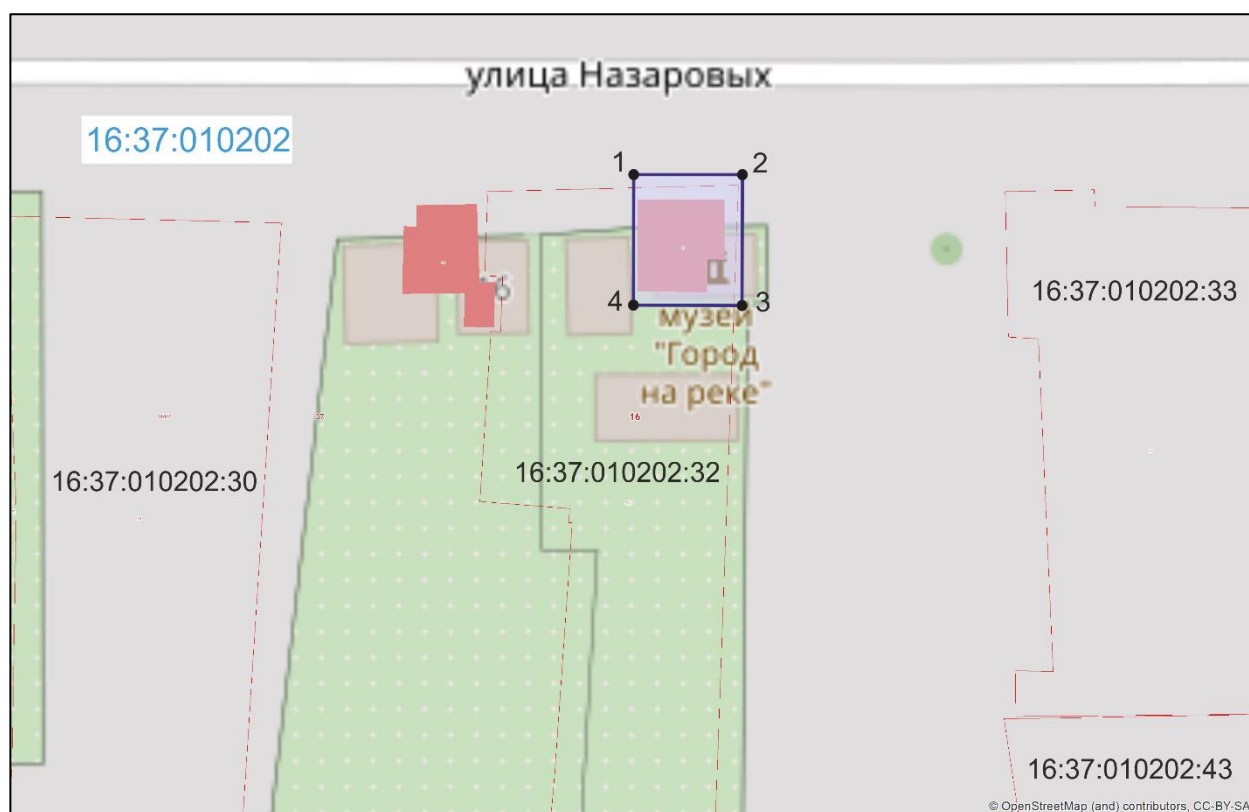 улица Назаровых
16:37:010202
1
2
16:37:010202:33
4
3
музей
"Город
на реке"
37
16
16:37:010202:30
16:37:010202:32
16:37:010202:43
© OpenStreetMap (and) contributors, CC-BY-SA